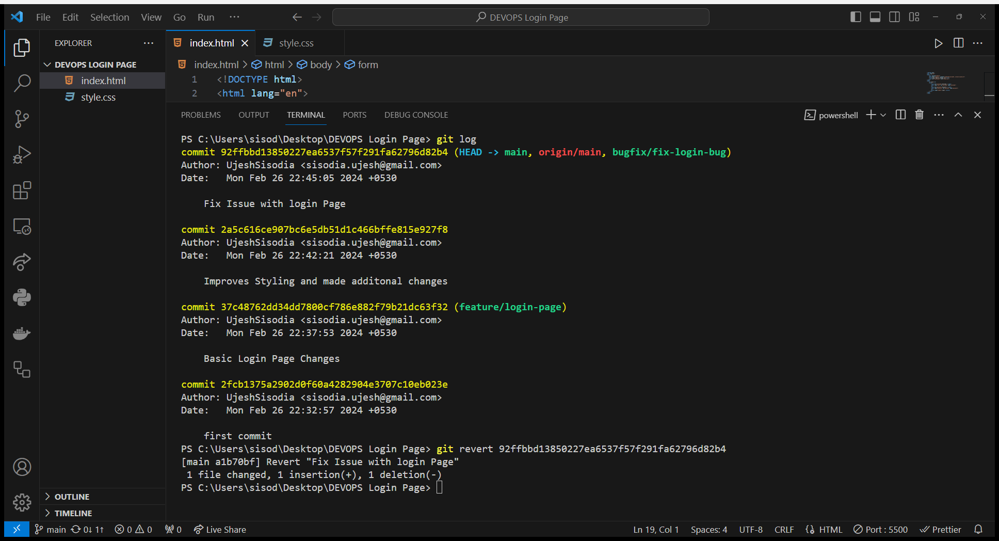 File Edit Selection View Go Run ···
DEVOPS Login Page
EXPLORER ···
DEVOPS LOGIN PAGE
index.html
style.css
OUTLINE
TIMELINE
index.html style.css
index.html > html > body > form
1 <!DOCTYPE html>
2 <html lang="en">
PROBLEMS OUTPUT TERMINAL PORTS DEBUG CONSOLE powershell
PS C:\Users\sisod\Desktop\DEVOPS Login Page> git log
commit 92ffbbd13850227ea6537f57f291fa62796d82b4 (HEAD -> main, origin/main, bugfix/fix-login-bug)
Author: UjeshSisodia <sisodia.ujesh@gmail.com>
Date:   Mon Feb 26 22:45:05 2024 +0530
Fix Issue with login Page
commit 2a5c616ce907bc6e5db51d1c466bffe815e927f8
Author: UjeshSisodia <sisodia.ujesh@gmail.com>
Date:   Mon Feb 26 22:42:21 2024 +0530
Improves Styling and made additonal changes
commit 37c48762dd34dd7800cf786e882f79b21dc63f32 (feature/login-page)
Author: UjeshSisodia <sisodia.ujesh@gmail.com>
Date:   Mon Feb 26 22:37:53 2024 +0530
Basic Login Page Changes
commit 2fcb1375a2902d0f60a4282904e3707c10eb023e
Author: UjeshSisodia <sisodia.ujesh@gmail.com>
Date:   Mon Feb 26 22:32:57 2024 +0530
first commit
PS C:\Users\sisod\Desktop\DEVOPS Login Page> git revert 92ffbbd13850227ea6537f57f291fa62796d82b4
[main a1b70bf] Revert "Fix Issue with login Page"
1 file changed, 1 insertion(+), 1 deletion(-)
PS C:\Users\sisod\Desktop\DEVOPS Login Page>
main 0↓ 1↑ 0 0 0 Live Share Ln 19, Col 1 Spaces: 4 UTF-8 CRLF HTML Port : 5500 Prettier